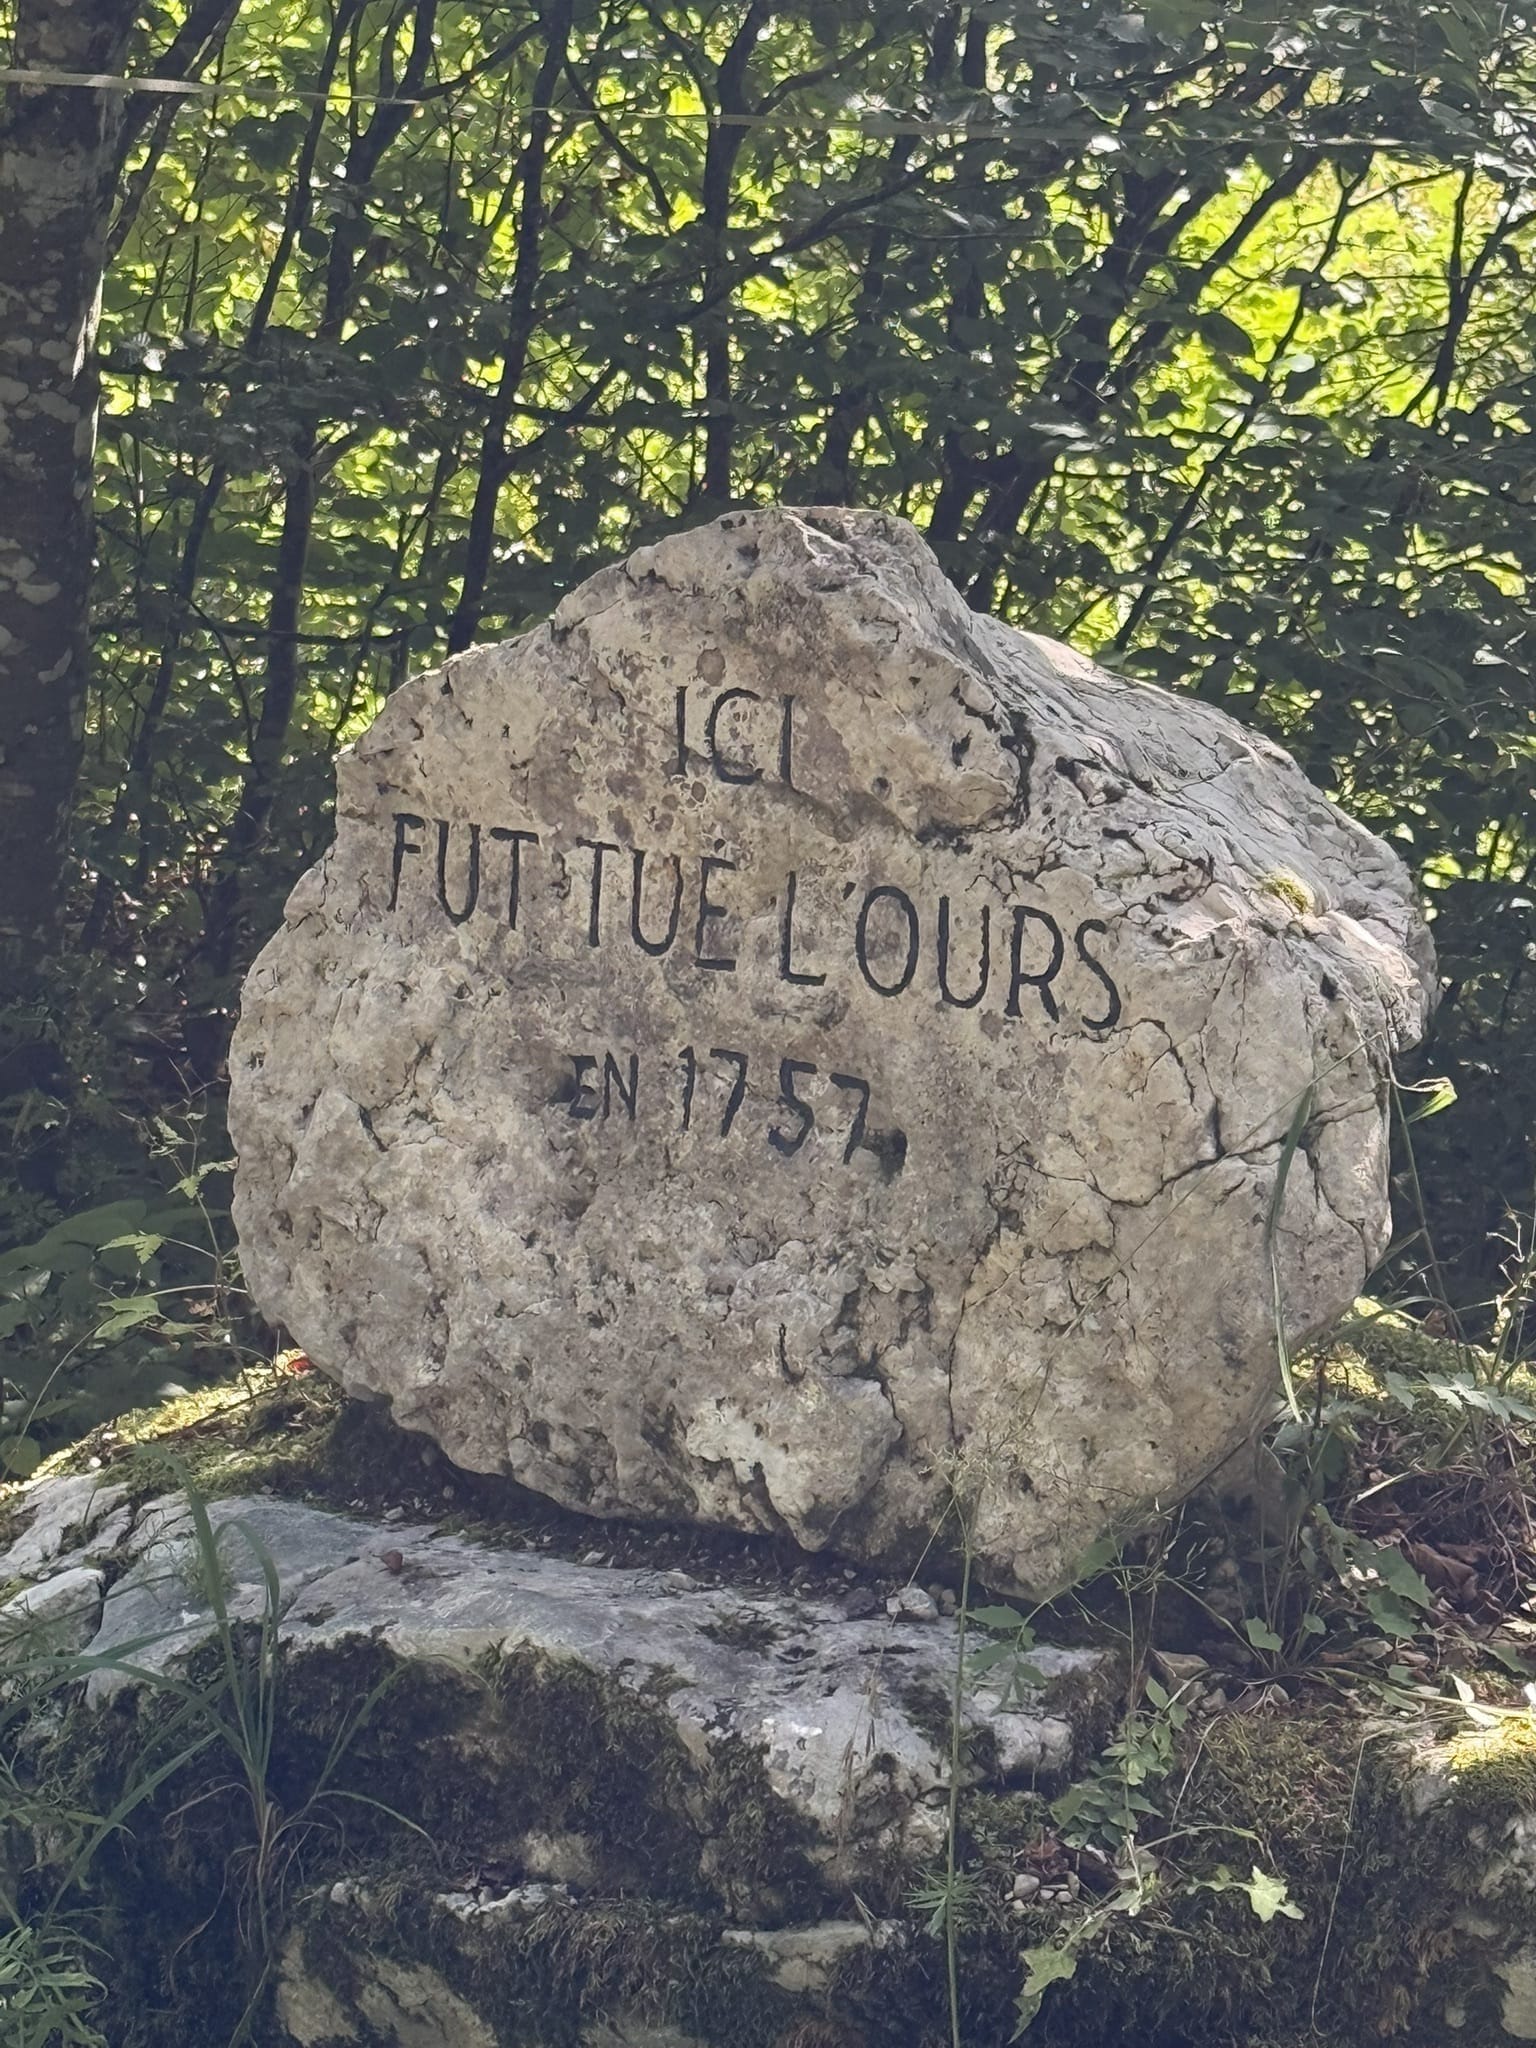 ICI
FUT TUÉ L'OURS
EN 1757